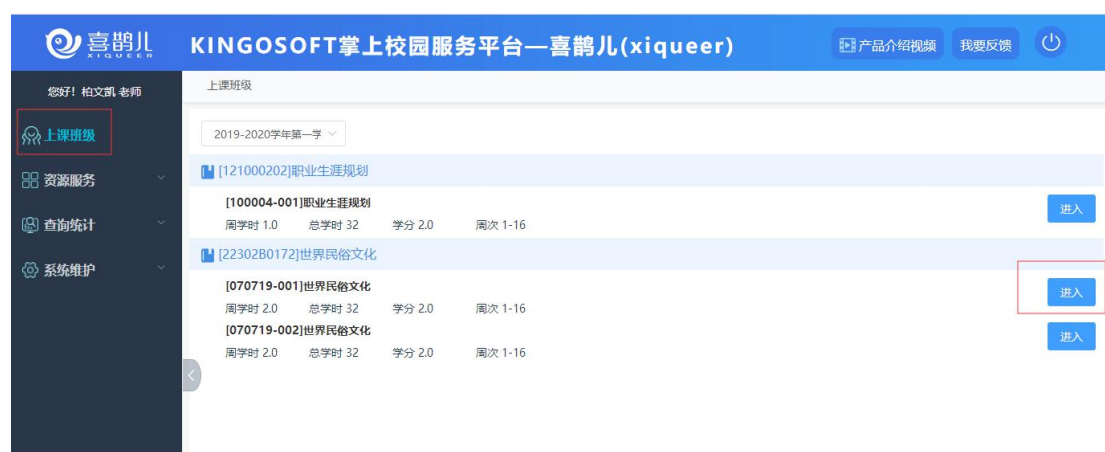 喜鹊儿
XIQUEER
KINGOSOFT掌上校园服务平台—喜鹊儿(xiqueer)
产品介绍视频
我要反馈
您好！柏文凯 老师
上课班级
上课班级
资源服务
查询统计
系统维护
2019-2020学年第一学
[121000202]职业生涯规划
[100004-001]职业生涯规划
周学时 1.0 总学时 32 学分 2.0 周次 1-16
进入
[22302B0172]世界民俗文化
[070719-001]世界民俗文化
周学时 2.0 总学时 32 学分 2.0 周次 1-16
进入
[070719-002]世界民俗文化
周学时 2.0 总学时 32 学分 2.0 周次 1-16
进入